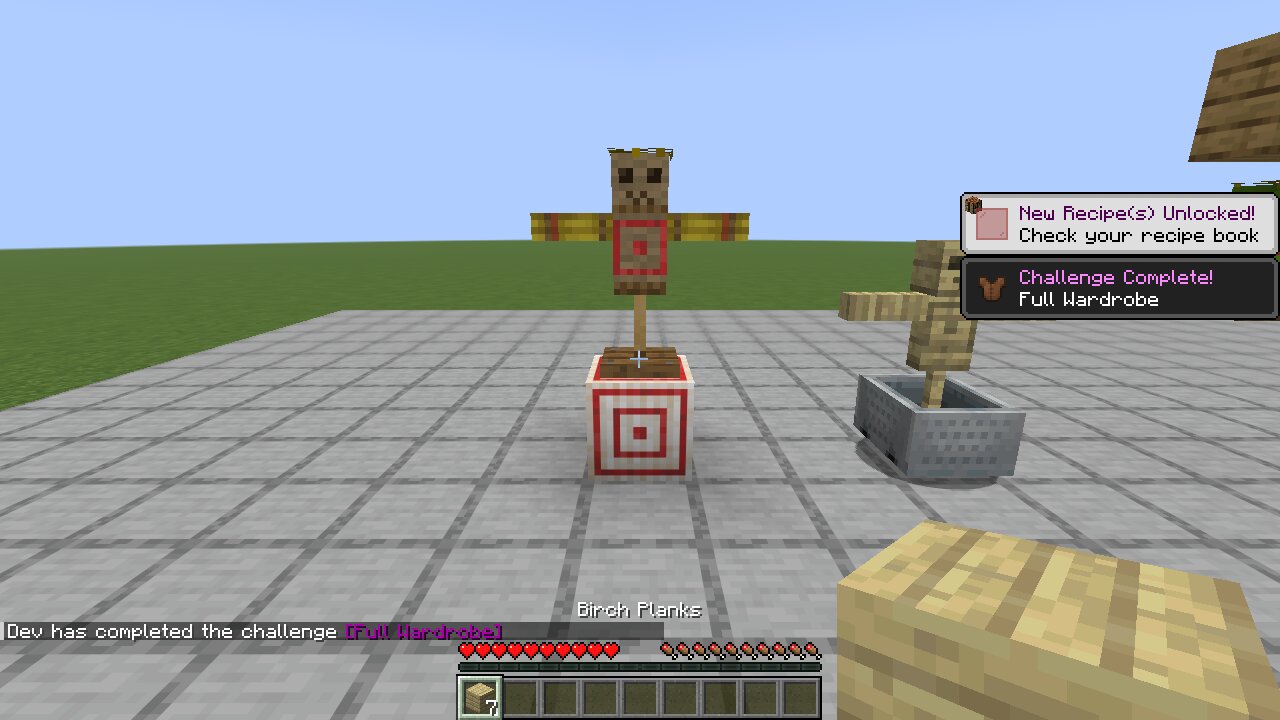 New Recipe(s) Unlocked!
Check your recipe book
Challenge Complete!
Full Wardrobe
Birch Planks
Dev has completed the challenge [Full Wardrobe]
7